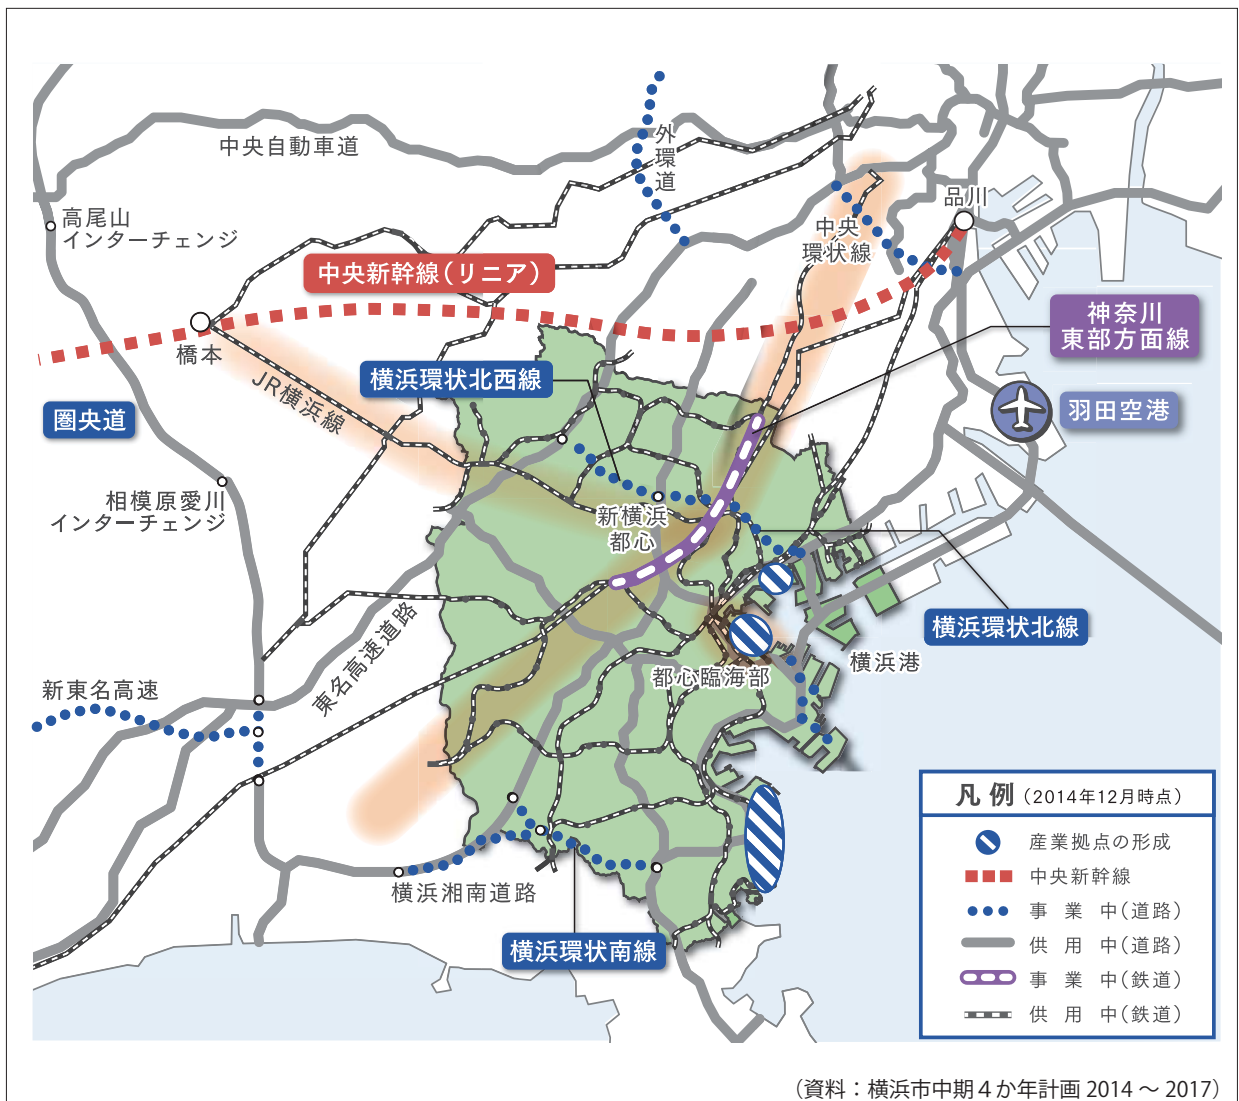 中央自動車道
外環道
高尾山
インターチェンジ
中央新幹線（リニア）
中央
環状線
品川
橋本
JR横浜線
横浜環状北西線
神奈川
東部方面線
圏央道
羽田空港
相模原愛川
インターチェンジ
新横浜
都心
横浜環状北線
横浜港
都心臨海部
東名高速道路
新東名高速
横浜湘南道路
横浜環状南線
凡例（2014年12月時点）
産業拠点の形成
中央新幹線
事業中（道路）
供用中（道路）
事業中（鉄道）
供用中（鉄道）
（資料：横浜市中期４か年計画 2014 ～ 2017）